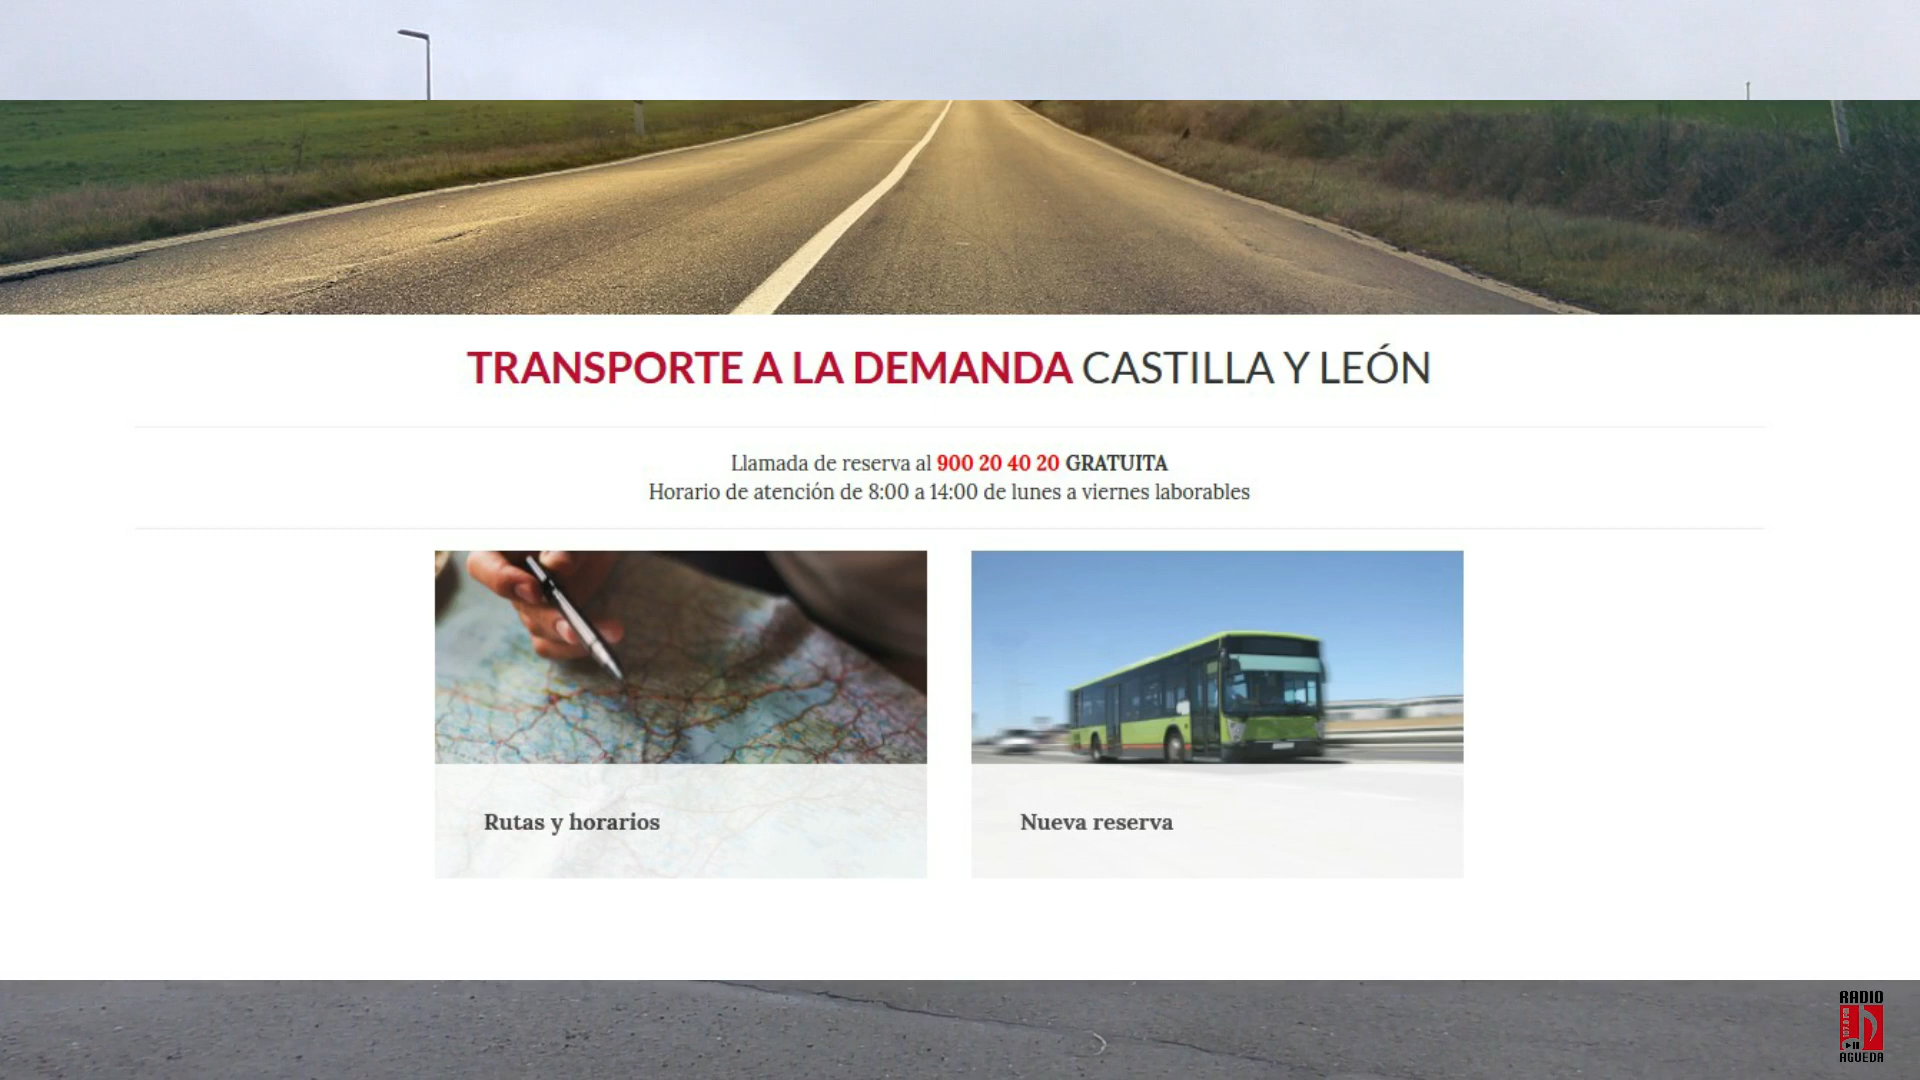 TRANSPORTE A LA DEMANDA CASTILLA Y LEÓN
Llamada de reserva al 900 20 40 20 GRATUITA
Horario de atención de 8:00 a 14:00 de lunes a viernes laborables
Rutas y horarios
Nueva reserva
RADIO
AGUEDA